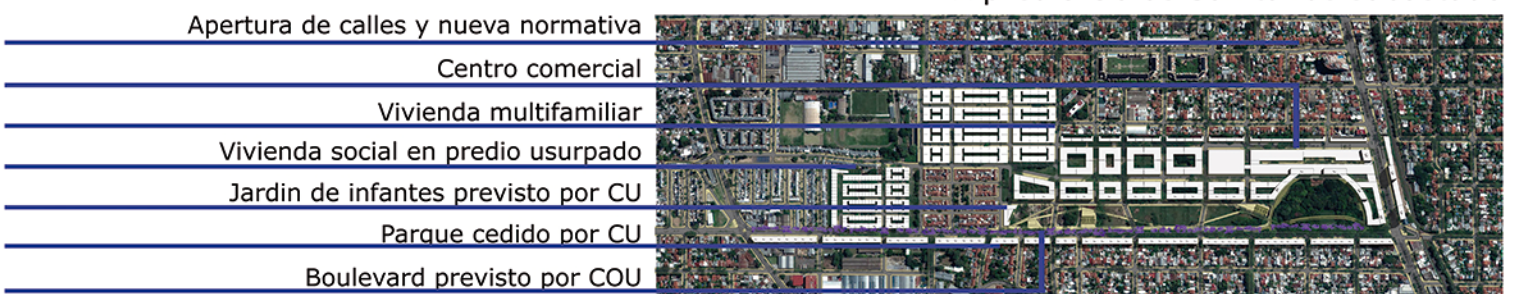 Apertura de calles y nueva normativa
Centro comercial
Vivienda multifamiliar
Vivienda social en predio usurpado
Jardin de infantes previsto por CU
Parque cedido por CU
Boulevard previsto por COU